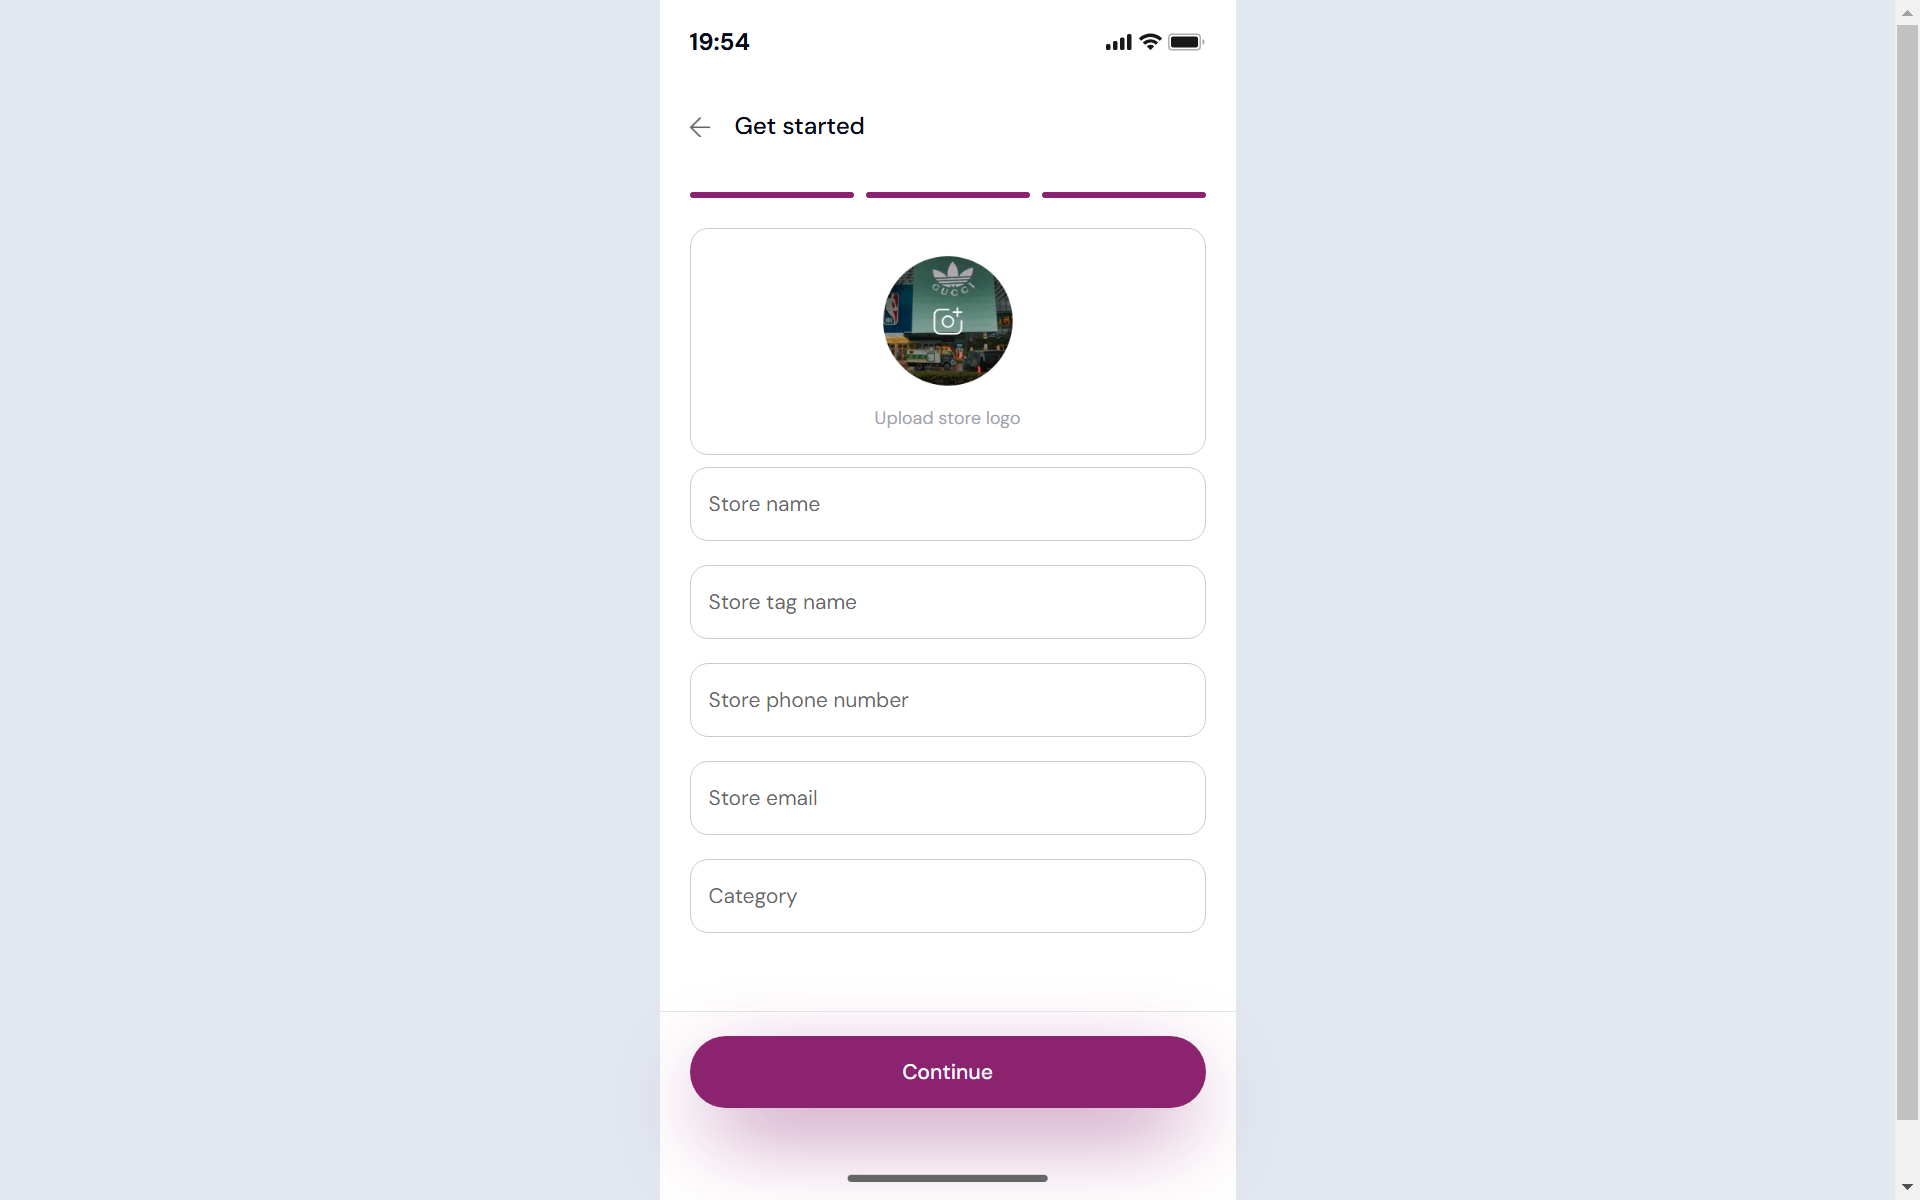 19:54
Get started
GUCCI
Upload store logo
Store name
Store tag name
Store phone number
Store email
Category
Continue